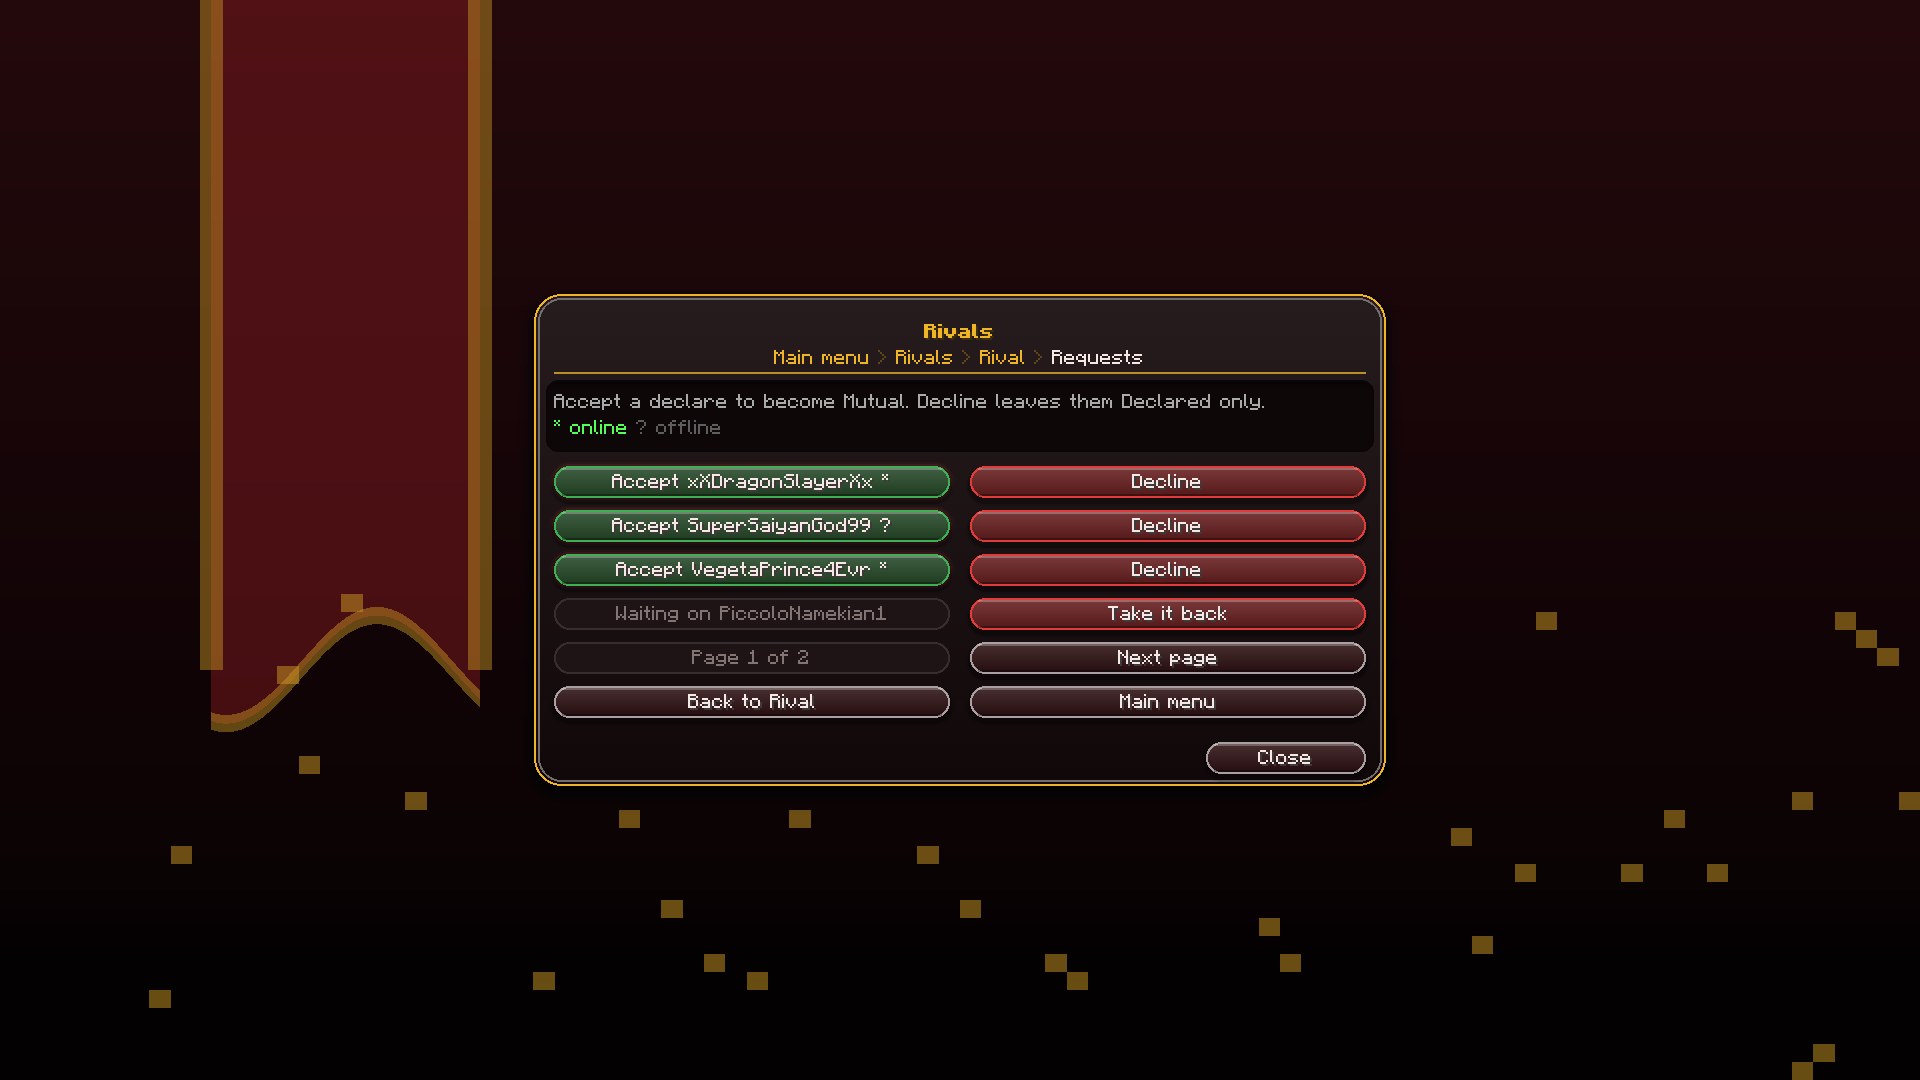 Rivals
Main menu > Rivals > Rival > Requests
Accept a declare to become Mutual. Decline leaves them Declared only.
* online ? offline
Accept xXDragonSlayerXx *
Decline
Accept SuperSaiyanGod99 ?
Decline
Accept VegetaPrince4Evr *
Decline
Waiting on PiccoloNamekian1
Take it back
Page 1 of 2
Next page
Back to Rival
Main menu
Close